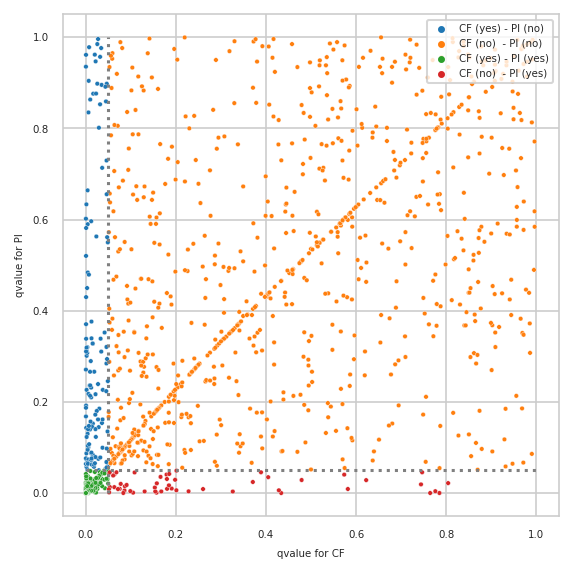 CF (yes) - PI (no)
CF (no)  - PI (no)
CF (yes) - PI (yes)
CF (no)  - PI (yes)
1.0
0.8
0.6
0.4
0.2
0.0
qvalue for PI
0.0 0.2 0.4 0.6 0.8 1.0
qvalue for CF